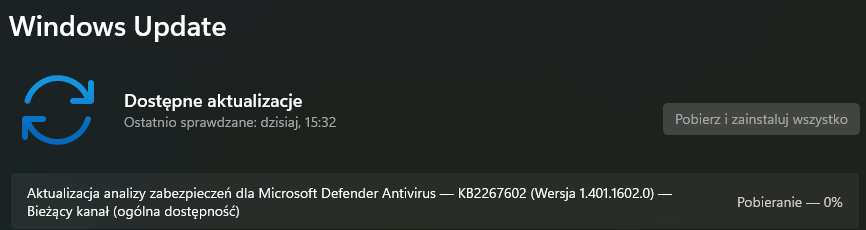 Windows Update
Dostępne aktualizacje
Ostatnio sprawdzane: dzisiaj, 15:32
Pobierz i zainstaluj wszystko
Aktualizacja analizy zabezpieczeń dla Microsoft Defender Antivirus — KB2267602 (Wersja 1.401.1602.0) —
Bieżący kanał (ogólna dostępność)
Pobieranie — 0%